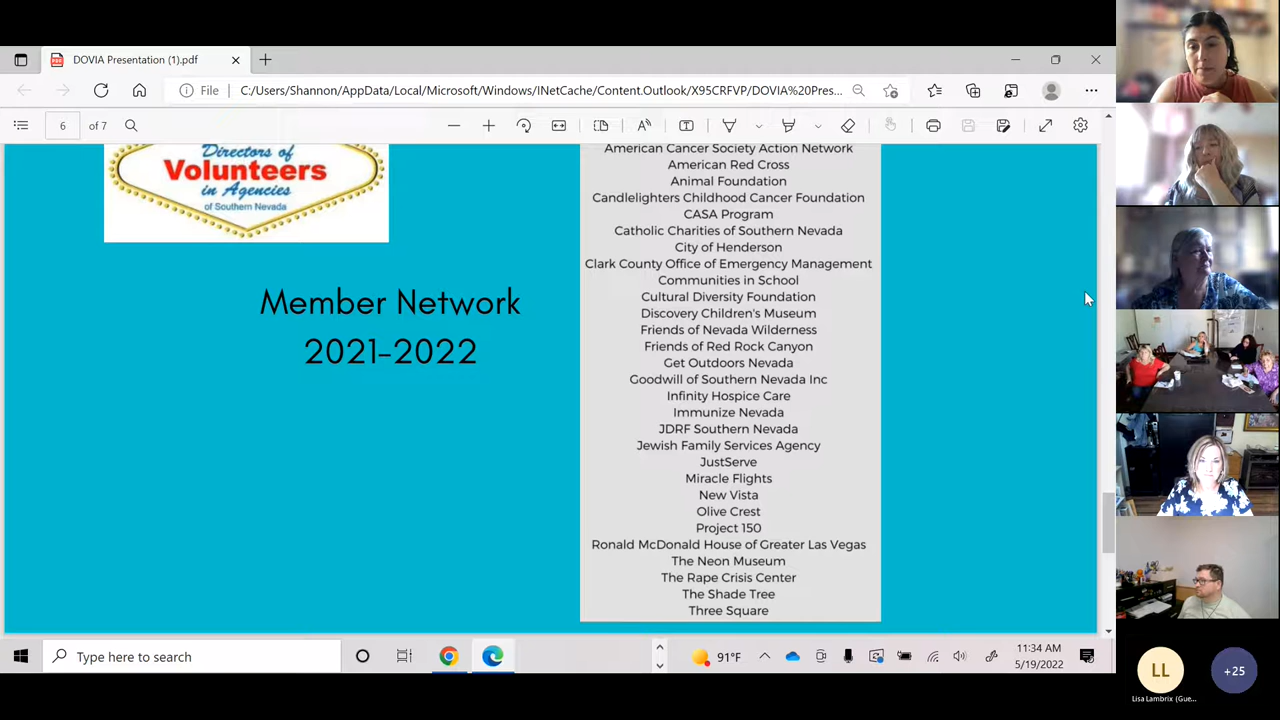 DOVIA Presentation (1).pdf
File
C:/Users/Shannon/AppData/Local/Microsoft/Windows/INetCache/Content.Outlook/X95CRFVP/DOVIA%20Pres...
6 of 7
Directors of
Volunteers
in Agencies
of Southern Nevada
Member Network
2021-2022
American Cancer Society Action Network
American Red Cross
Animal Foundation
Candlelighters Childhood Cancer Foundation
CASA Program
Catholic Charities of Southern Nevada
City of Henderson
Clark County Office of Emergency Management
Communities in School
Cultural Diversity Foundation
Discovery Children's Museum
Friends of Nevada Wilderness
Friends of Red Rock Canyon
Get Outdoors Nevada
Goodwill of Southern Nevada Inc
Infinity Hospice Care
Immunize Nevada
JDRF Southern Nevada
Jewish Family Services Agency
JustServe
Miracle Flights
New Vista
Olive Crest
Project 150
Ronald McDonald House of Greater Las Vegas
The Neon Museum
The Rape Crisis Center
The Shade Tree
Three Square
Type here to search
91°F
11:34 AM
5/19/2022
LL
+25
Lisa Lambrix (Gue...